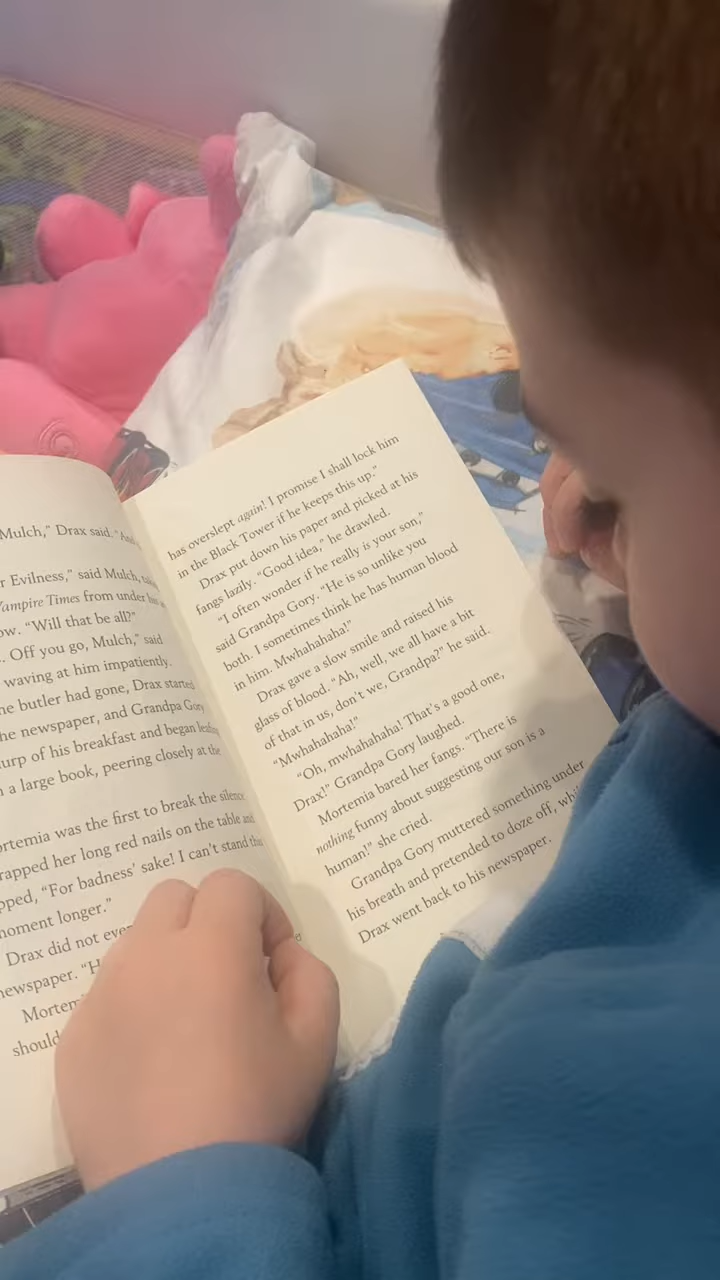 Mulch," Drax said.
r Evilness," said Mulch,
Vampire Times from under
ow. "Will that be all?"
. Off you go, Mulch," said
waving at him impatiently.
he butler had gone, Drax started
he newspaper, and Grandpa Gory
urp of his breakfast and began
a large book, peering closely at the
ortemia was the first to break the silence
rapped her long red nails on the table and
pped, "For badness' sake! I can't stand this
moment longer."
Drax did not even
newspaper. "H
Mortem
should
has overslept again! I promise I shall lock him
in the Black Tower if he keeps this up."
Drax put down his paper and picked at his
fangs lazily. "Good idea," he drawled.
"I often wonder if he really is your son,"
said Grandpa Gory. "He is so unlike you
both. I sometimes think he has human blood
in him. Mwhahahaha!"
Drax gave a slow smile and raised his
glass of blood. "Ah, well, we all have a bit
of that in us, don't we, Grandpa?" he said.
"Mwhahahaha!"
"Oh, mwhahahaha! That's a good one,
Drax!" Grandpa Gory laughed.
Mortemia bared her fangs. "There is
nothing funny about suggesting our son is a
human!" she cried.
Grandpa Gory muttered something under
his breath and pretended to doze off, whi
Drax went back to his newspaper.